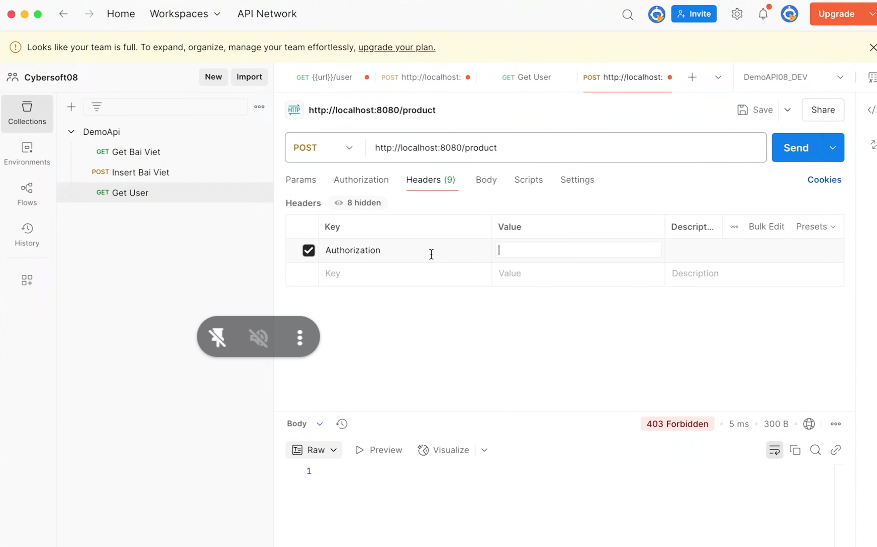 Home Workspaces API Network Invite Upgrade
Looks like your team is full. To expand, organize, manage your team effortlessly, upgrade your plan.
Cybersoft08 New Import
GET {{url}}/user POST http://localhost: GET Get User POST http://localhost: DemoAPI08_DEV
Collections
Environments
Flows
History
DemoApi
GET Get Bai Viet
POST Insert Bai Viet
GET Get User
HTTP http://localhost:8080/product Save Share
POST http://localhost:8080/product Send
Params Authorization Headers (9) Body Scripts Settings Cookies
Headers 8 hidden
Key Value Descript... Bulk Edit Presets
Authorization
Key Value Description
Body 403 Forbidden 5 ms 300 B
Raw Preview Visualize
1